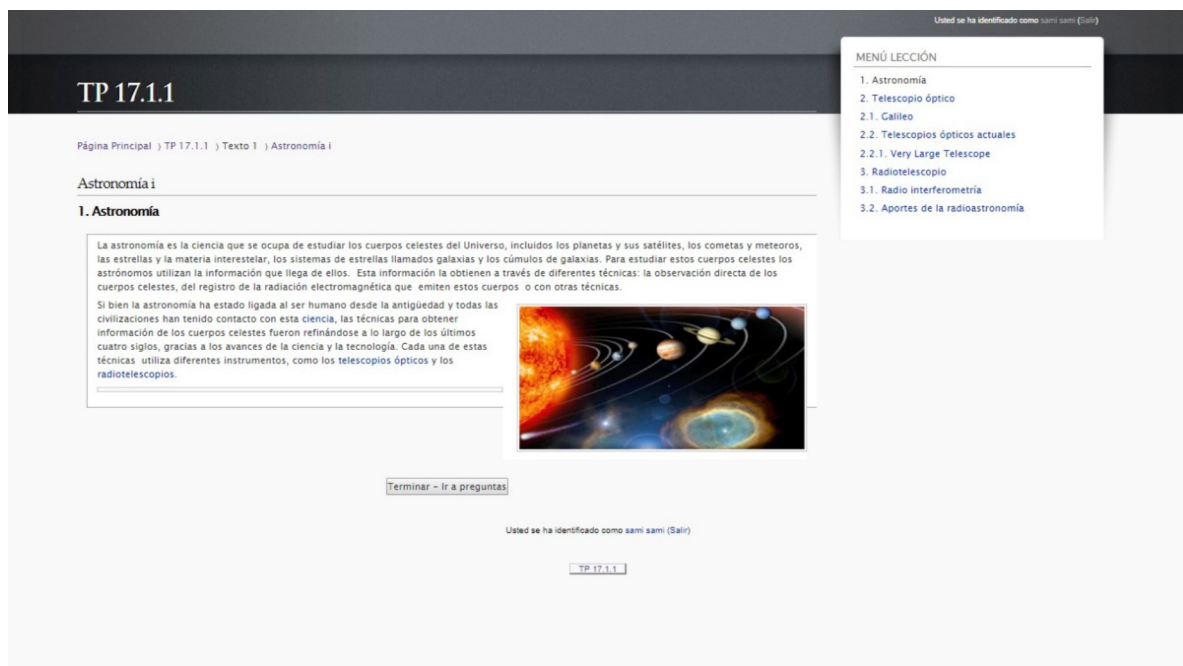 Usted se ha identificado como sami sami (Salir)
MENÚ LECCIÓN
1. Astronomía
2. Telescopio óptico
2.1. Galileo
2.2. Telescopios ópticos actuales
2.2.1. Very Large Telescope
3. Radiotelescopio
3.1. Radio interferometría
3.2. Aportes de la radioastronomía
TP 17.1.1
Página Principal ) TP 17.1.1 ) Texto 1 ) Astronomía i
Astronomía i
1. Astronomía
La astronomía es la ciencia que se ocupa de estudiar los cuerpos celestes del Universo, incluidos los planetas y sus satélites, los cometas y meteoros,
las estrellas y la materia interestelar, los sistemas de estrellas llamados galaxias y los cúmulos de galaxias. Para estudiar estos cuerpos celestes los
astrónomos utilizan la información que llega de ellos. Esta información la obtienen a través de diferentes técnicas: la observación directa de los
cuerpos celestes, del registro de la radiación electromagnética que emiten estos cuerpos o con otras técnicas.
Si bien la astronomía ha estado ligada al ser humano desde la antigüedad y todas las
civilizaciones han tenido contacto con esta ciencia, las técnicas para obtener
información de los cuerpos celestes fueron refinándose a lo largo de los últimos
cuatro siglos, gracias a los avances de la ciencia y la tecnología. Cada una de estas
técnicas utiliza diferentes instrumentos, como los telescopios ópticos y los
radiotelescopios.
Terminar - Ir a preguntas
Usted se ha identificado como sami sami (Salir)
TP 17.1.1